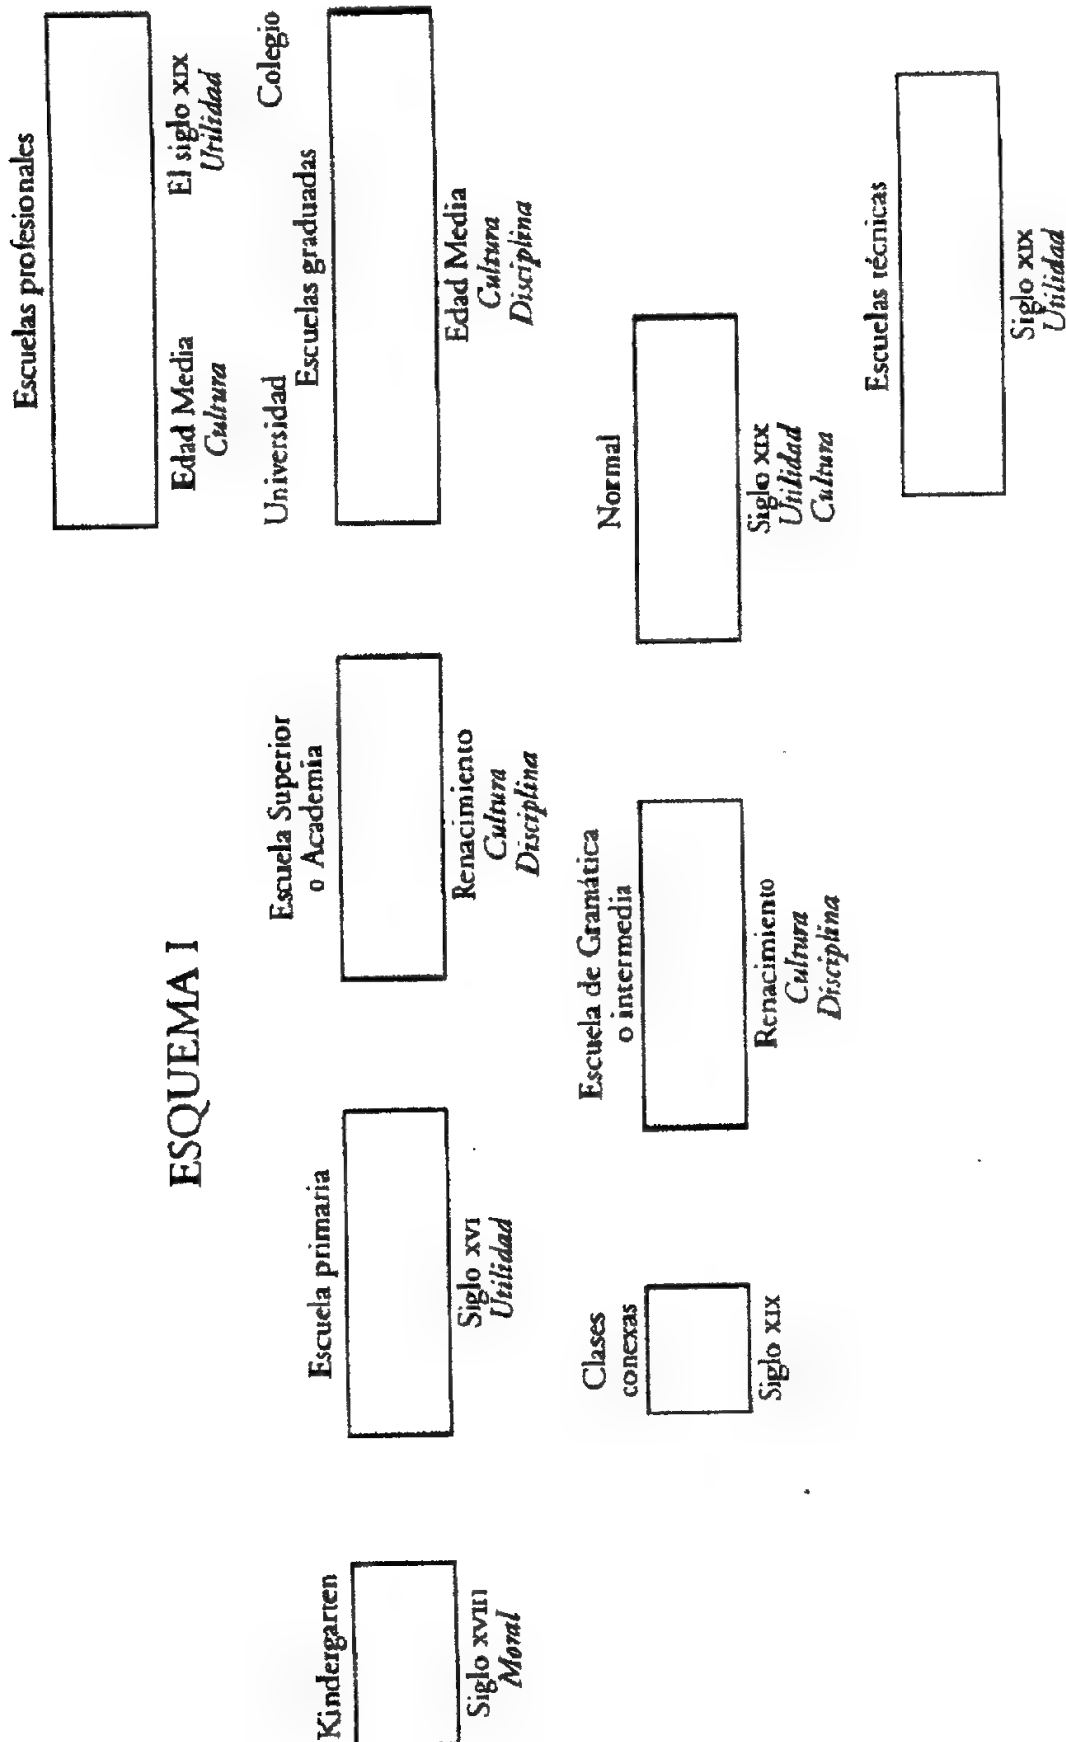 ESQUEMA I
Escuelas profesionales
Edad Media
Cultura
El siglo XIX
Utilidad
Kindergarten
Siglo XVIII
Moral
Escuela primaria
Siglo XVI
Utilidad
Escuela Superior
o Academia
Renacimiento
Cultura
Disciplina
Universidad
Colegio
Escuelas graduadas
Edad Media
Cultura
Disciplina
Clases
conexas
Siglo XIX
Escuela de Gramática
o intermedia
Renacimiento
Cultura
Disciplina
Normal
Siglo XIX
Utilidad
Cultura
Escuelas técnicas
Siglo XIX
Utilidad